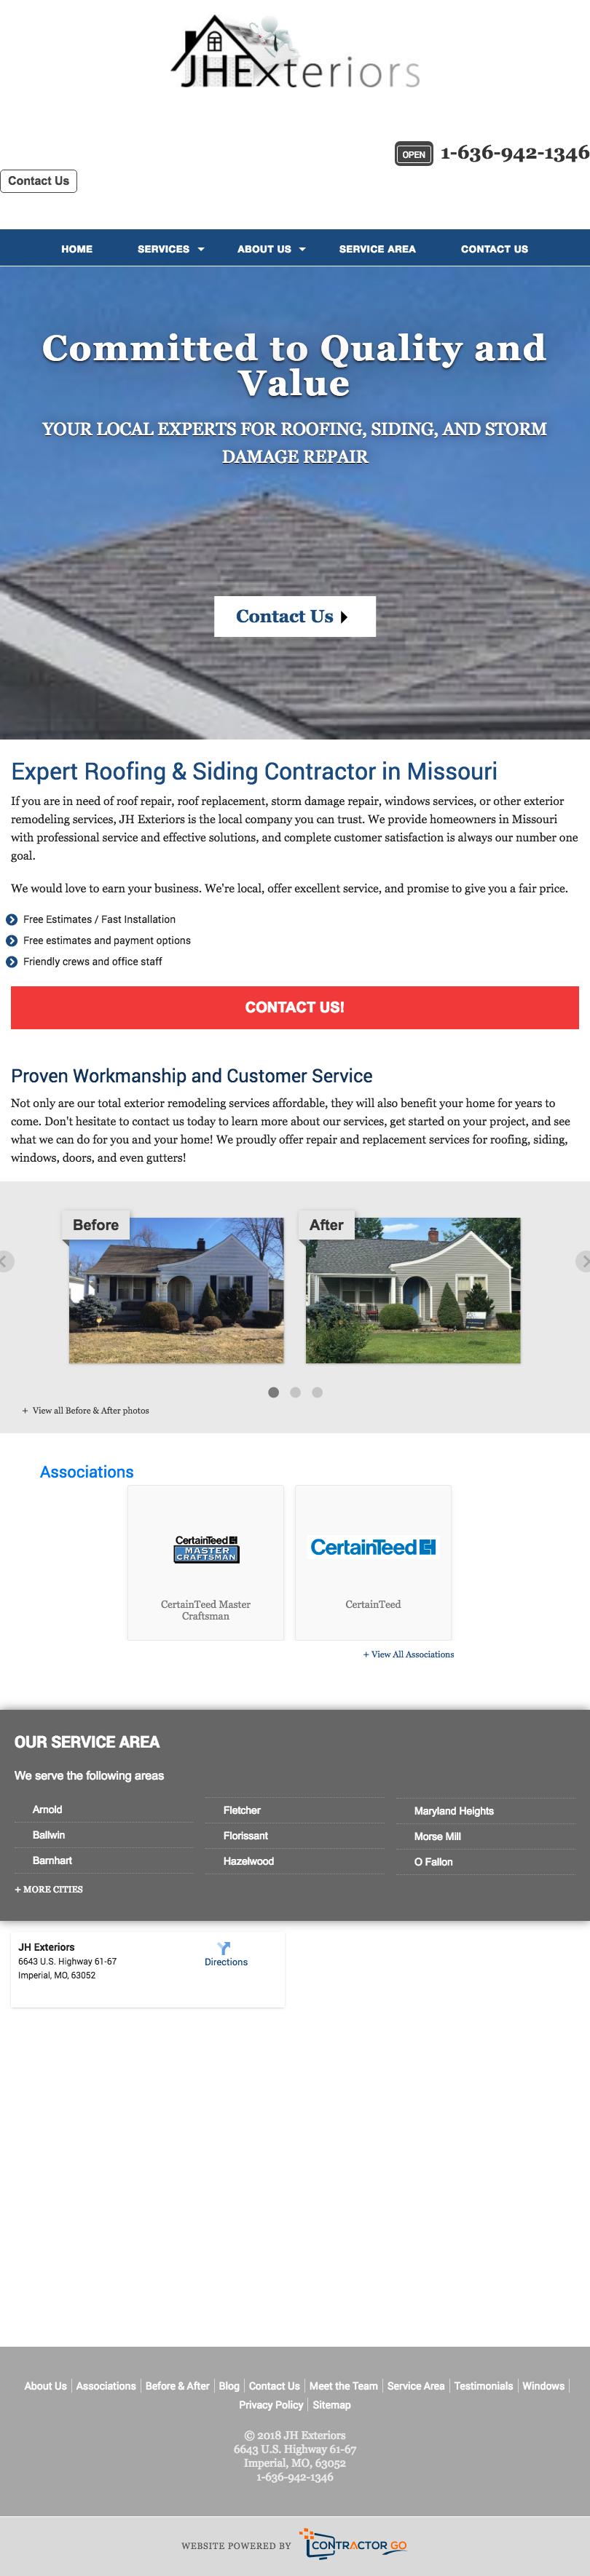 JHExteriors
OPEN 1-636-942-1346
Contact Us
HOME SERVICES ABOUT US SERVICE AREA CONTACT US
Committed to Quality and
Value
YOUR LOCAL EXPERTS FOR ROOFING, SIDING, AND STORM
DAMAGE REPAIR
Contact Us
Expert Roofing & Siding Contractor in Missouri
If you are in need of roof repair, roof replacement, storm damage repair, windows services, or other exterior
remodeling services, JH Exteriors is the local company you can trust. We provide homeowners in Missouri
with professional service and effective solutions, and complete customer satisfaction is always our number one
goal.
We would love to earn your business. We're local, offer excellent service, and promise to give you a fair price.
Free Estimates / Fast Installation
Free estimates and payment options
Friendly crews and office staff
CONTACT US!
Proven Workmanship and Customer Service
Not only are our total exterior remodeling services affordable, they will also benefit your home for years to
come. Don't hesitate to contact us today to learn more about our services, get started on your project, and see
what we can do for you and your home! We proudly offer repair and replacement services for roofing, siding,
windows, doors, and even gutters!
Before After
+ View all Before & After photos
Associations
CertainTeed
MASTER
CRAFTSMAN
CertainTeed Master
Craftsman
CertainTeed
CertainTeed
+ View All Associations
OUR SERVICE AREA
We serve the following areas
Arnold
Ballwin
Barnhart
Fletcher
Florissant
Hazelwood
Maryland Heights
Morse Mill
O Fallon
+ MORE CITIES
JH Exteriors
6643 U.S. Highway 61-67
Imperial, MO, 63052
Directions
About Us Associations Before & After Blog Contact Us Meet the Team Service Area Testimonials Windows
Privacy Policy Sitemap
© 2018 JH Exteriors
6643 U.S. Highway 61-67
Imperial, MO, 63052
1-636-942-1346
WEBSITE POWERED BY CONTRACTOR GO